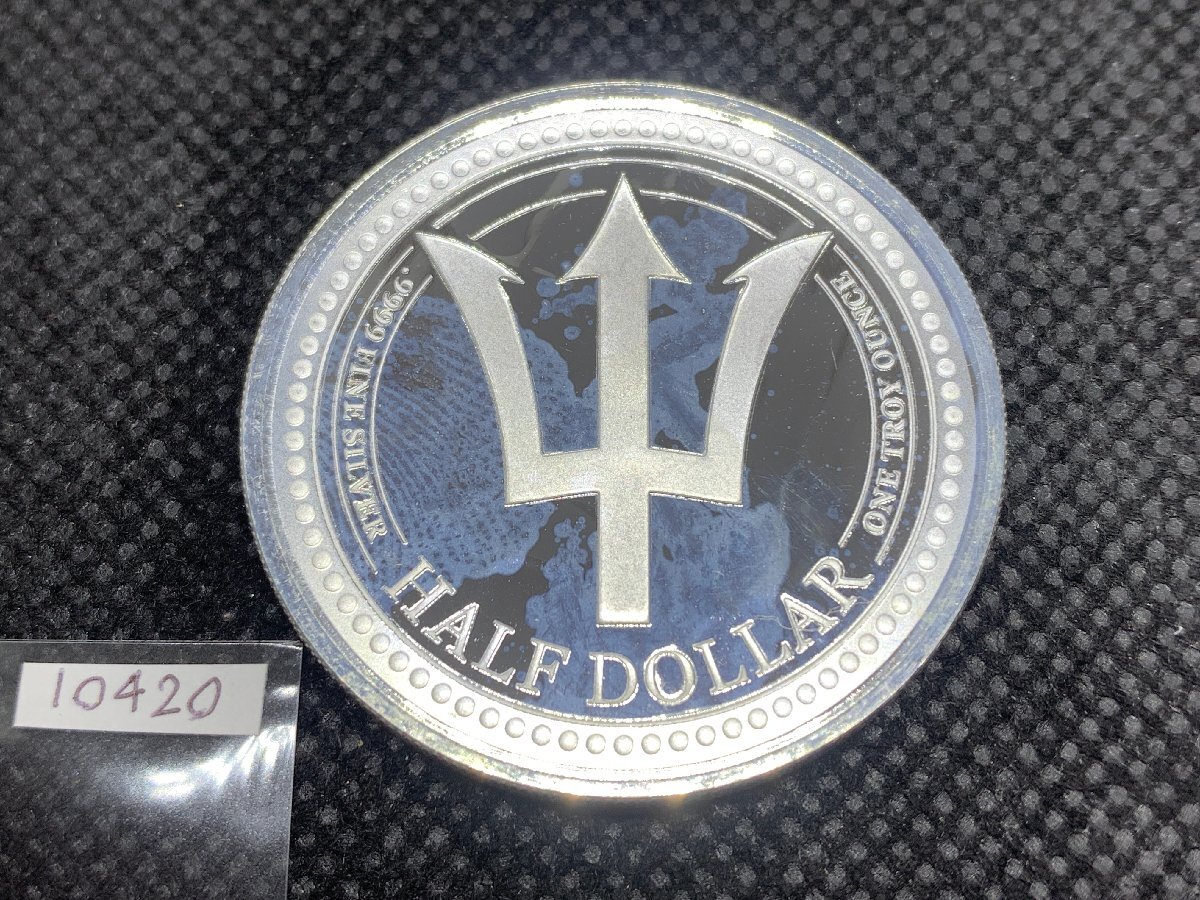 .9999 FINE SILVER
ONE TROY OUNCE
HALF DOLLAR
10420